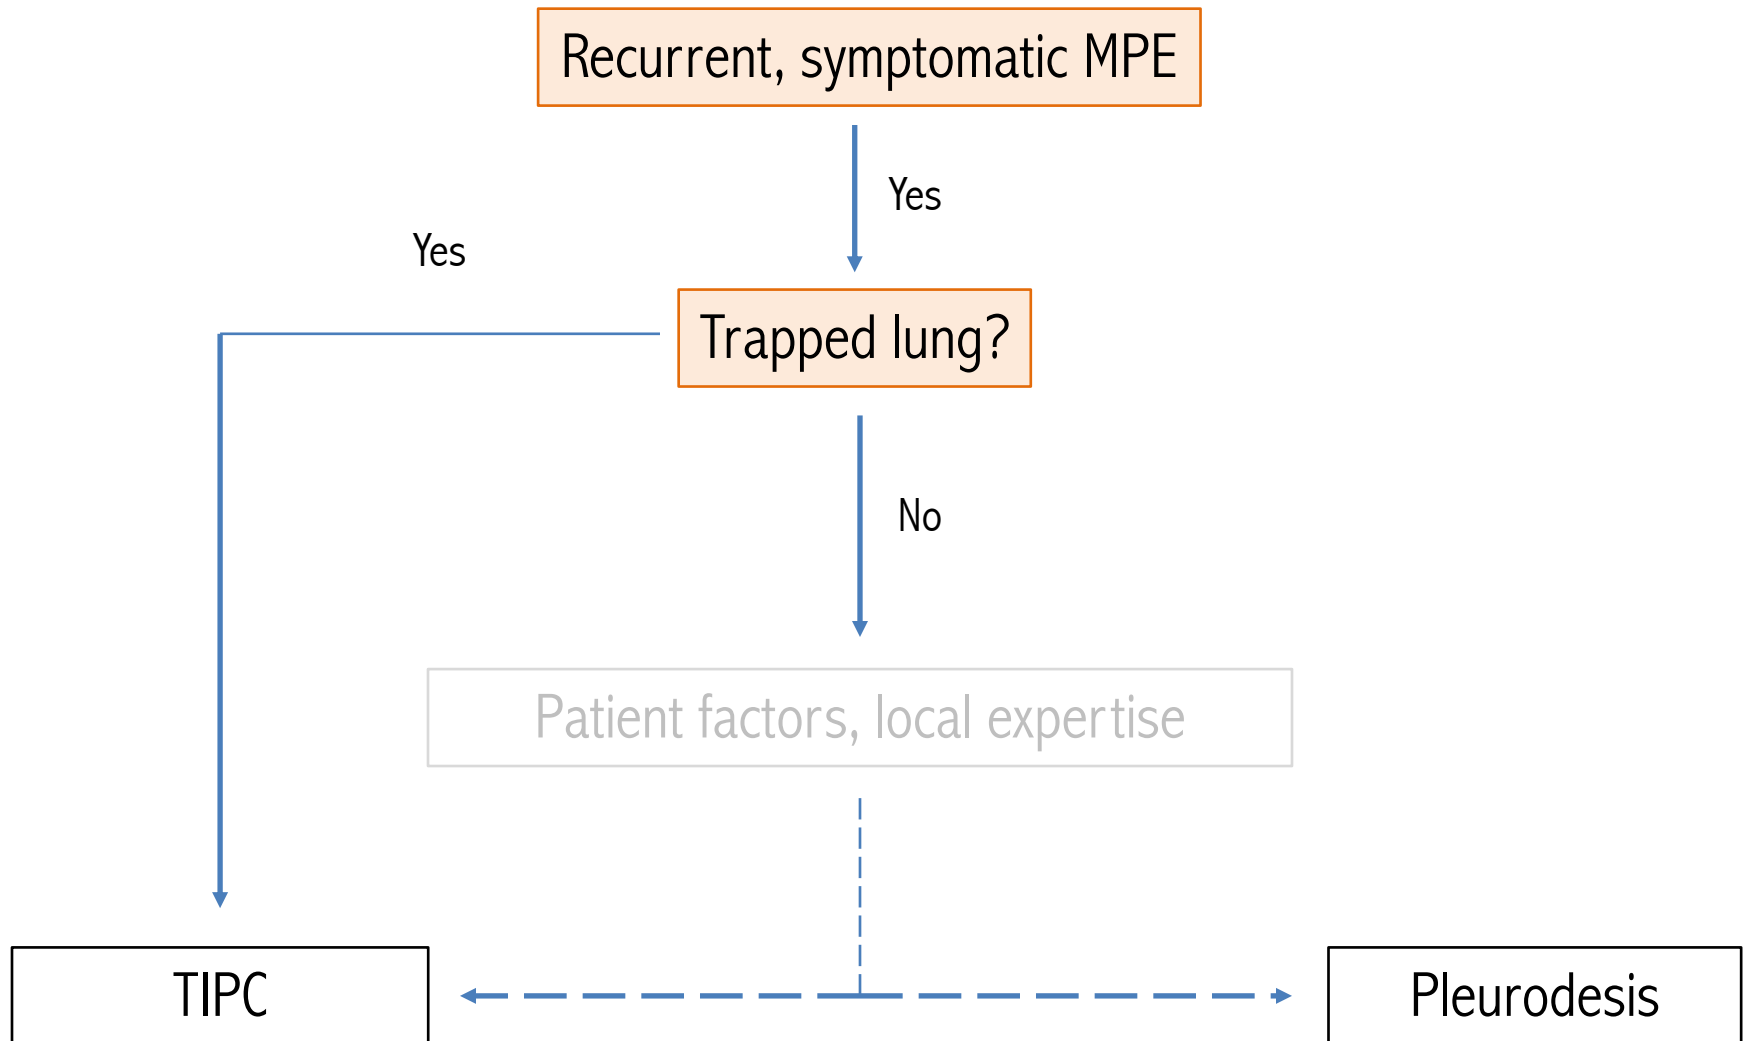 Recurrent, symptomatic MPE
Yes
Yes
Trapped lung?
No
Patient factors, local expertise
TIPC
Pleurodesis